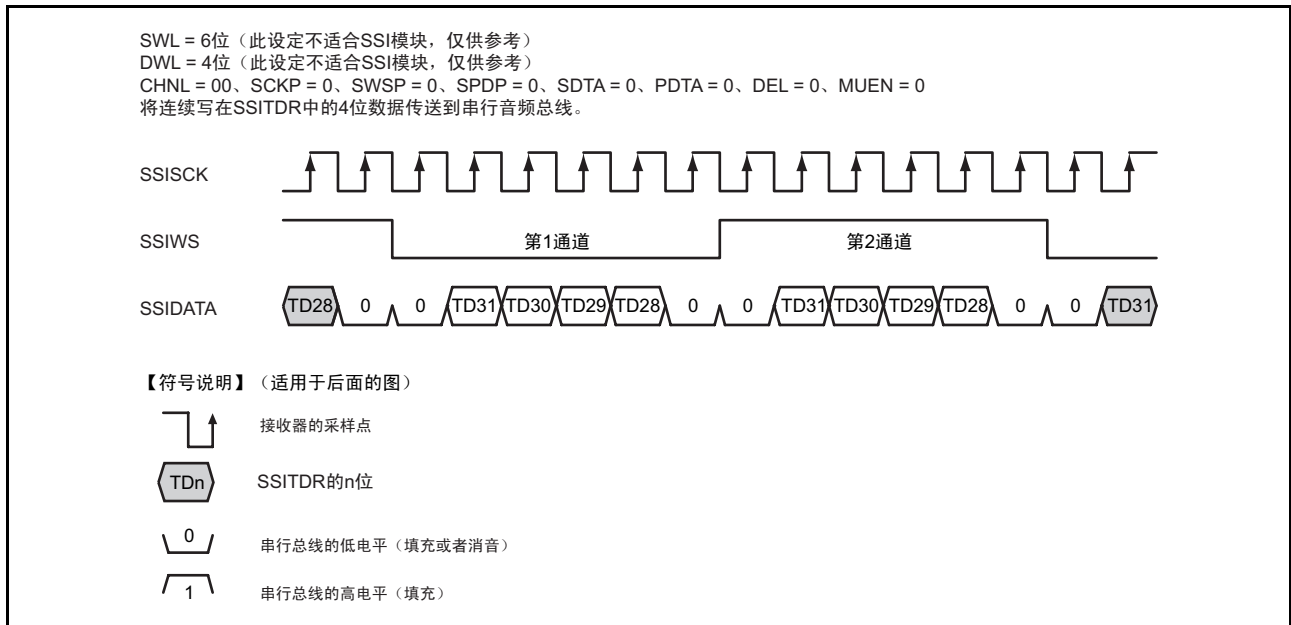 SWL = 6位（此设定不适合SSI模块，仅供参考）
DWL = 4位（此设定不适合SSI模块，仅供参考）
CHNL = 00、SCKP = 0、SWSP = 0、SPDP = 0、SDTA = 0、PDTA = 0、DEL = 0、MUEN = 0
将连续写在SSITDR中的4位数据传送到串行音频总线。
SSISCK
SSIWS 第1通道 第2通道
SSIDATA TD28 0 0 TD31 TD30 TD29 TD28 0 0 TD31 TD30 TD29 TD28 0 0 TD31
【符号说明】（适用于后面的图）
接收器的采样点
TDn SSITDR的n位
0 串行总线的低电平（填充或者消音）
1 串行总线的高电平（填充）